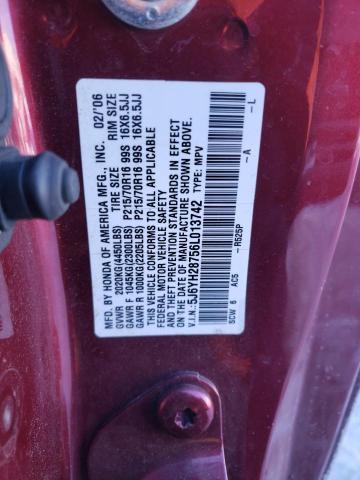 MFD. BY HONDA OF AMERICA MFG., INC. 02/'06
TIRE SIZE RIM SIZE
GVWR 2020KG(4450LBS)
GAWR F 1045KG(2300LBS) P215/70R16 99S 16X6.5JJ
GAWR R 1000KG(2205LBS) P215/70R16 99S 16X6.5JJ
THIS VEHICLE CONFORMS TO ALL APPLICABLE
FEDERAL MOTOR VEHICLE SAFETY
AND THEFT PREVENTION STANDARDS IN EFFECT
ON THE DATE OF MANUFACTURE SHOWN ABOVE.
5J6YH28756L013742 TYPE: MPV
SCW 6 AC5 -R525P -A -L